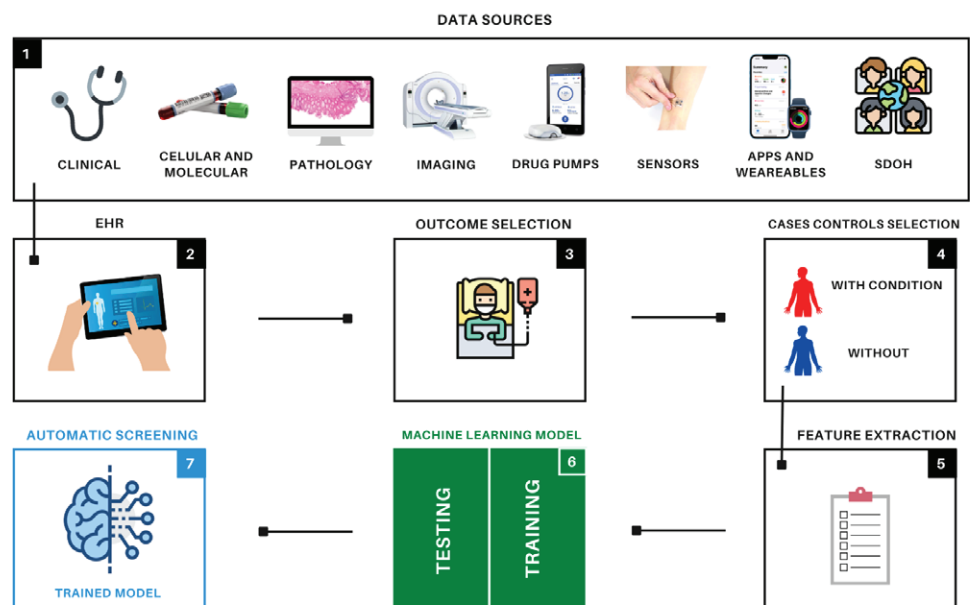 DATA SOURCES
1
CLINICAL
CELULAR AND
MOLECULAR
PATHOLOGY
IMAGING
DRUG PUMPS
SENSORS
APPS AND
WEAREABLES
SDOH
EHR
2
OUTCOME SELECTION
3
CASES CONTROLS SELECTION
4
WITH CONDITION
WITHOUT
AUTOMATIC SCREENING
7
TRAINED MODEL
MACHINE LEARNING MODEL
6
TESTING
TRAINING
FEATURE EXTRACTION
5